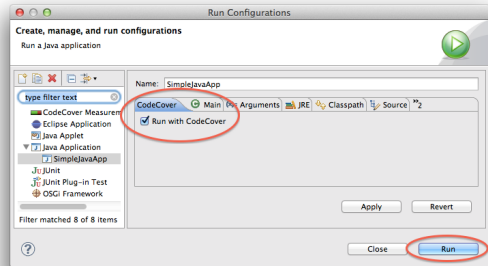 Run Configurations
Create, manage, and run configurations
Run a Java application
type filter text
CodeCover Measuren
Eclipse Application
Java Applet
Java Application
SimpleJavaApp
JUnit
JUnit Plug-in Test
OSGi Framework
Filter matched 8 of 8 items
Name: SimpleJavaApp
CodeCover Main Arguments JRE Classpath Source »2
Run with CodeCover
Apply Revert
? Close Run